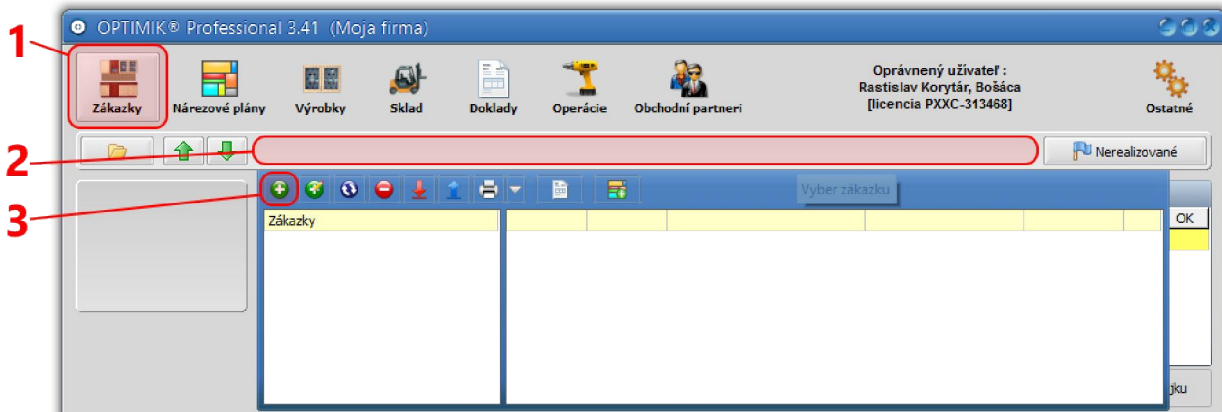 OPTIMIK® Professional 3.41 (Moja firma)
1
Zákazky
Nárezové plány
Výrobky
Sklad
Doklady
Operácie
Obchodní partneri
Oprávnený užívateľ :
Rastislav Korytár, Bošáca
[licencia PXXC-313468]
Ostatné
2
Nerealizované
3
Vyber zákazku
Zákazky
OK
jku